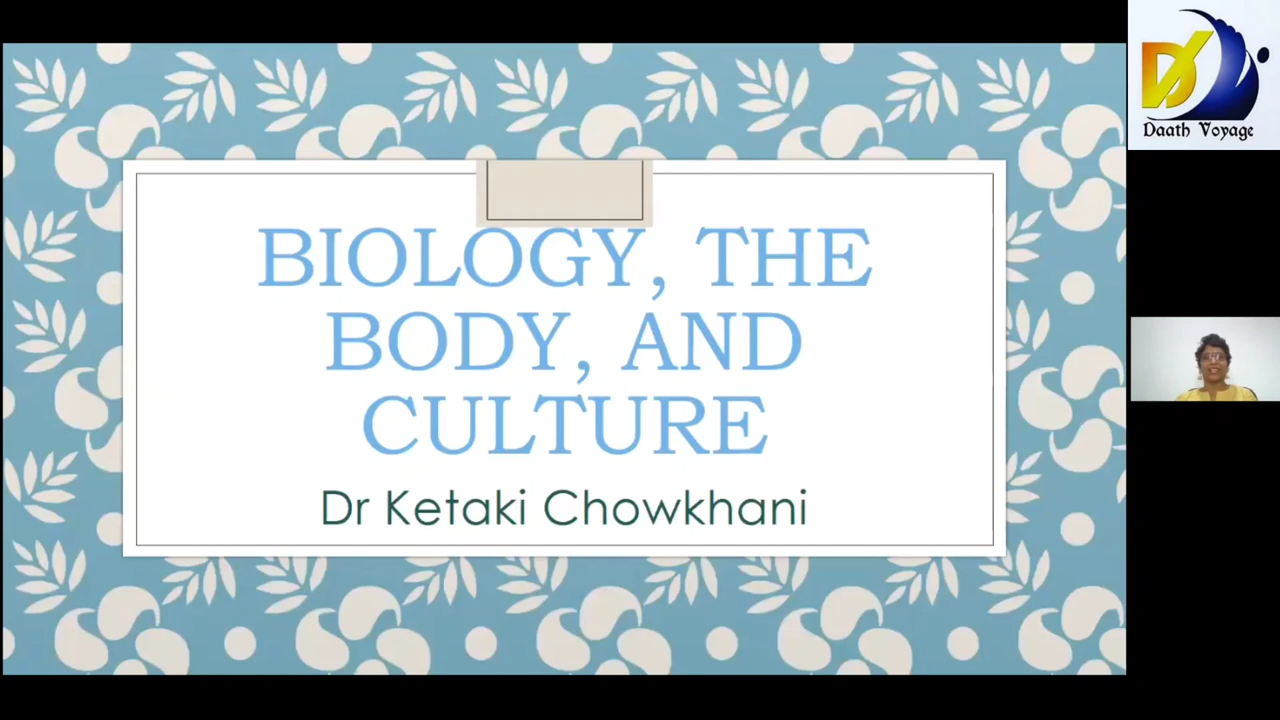 BIOLOGY, THE
BODY, AND
CULTURE
Dr Ketaki Chowkhani
Daath Voyage